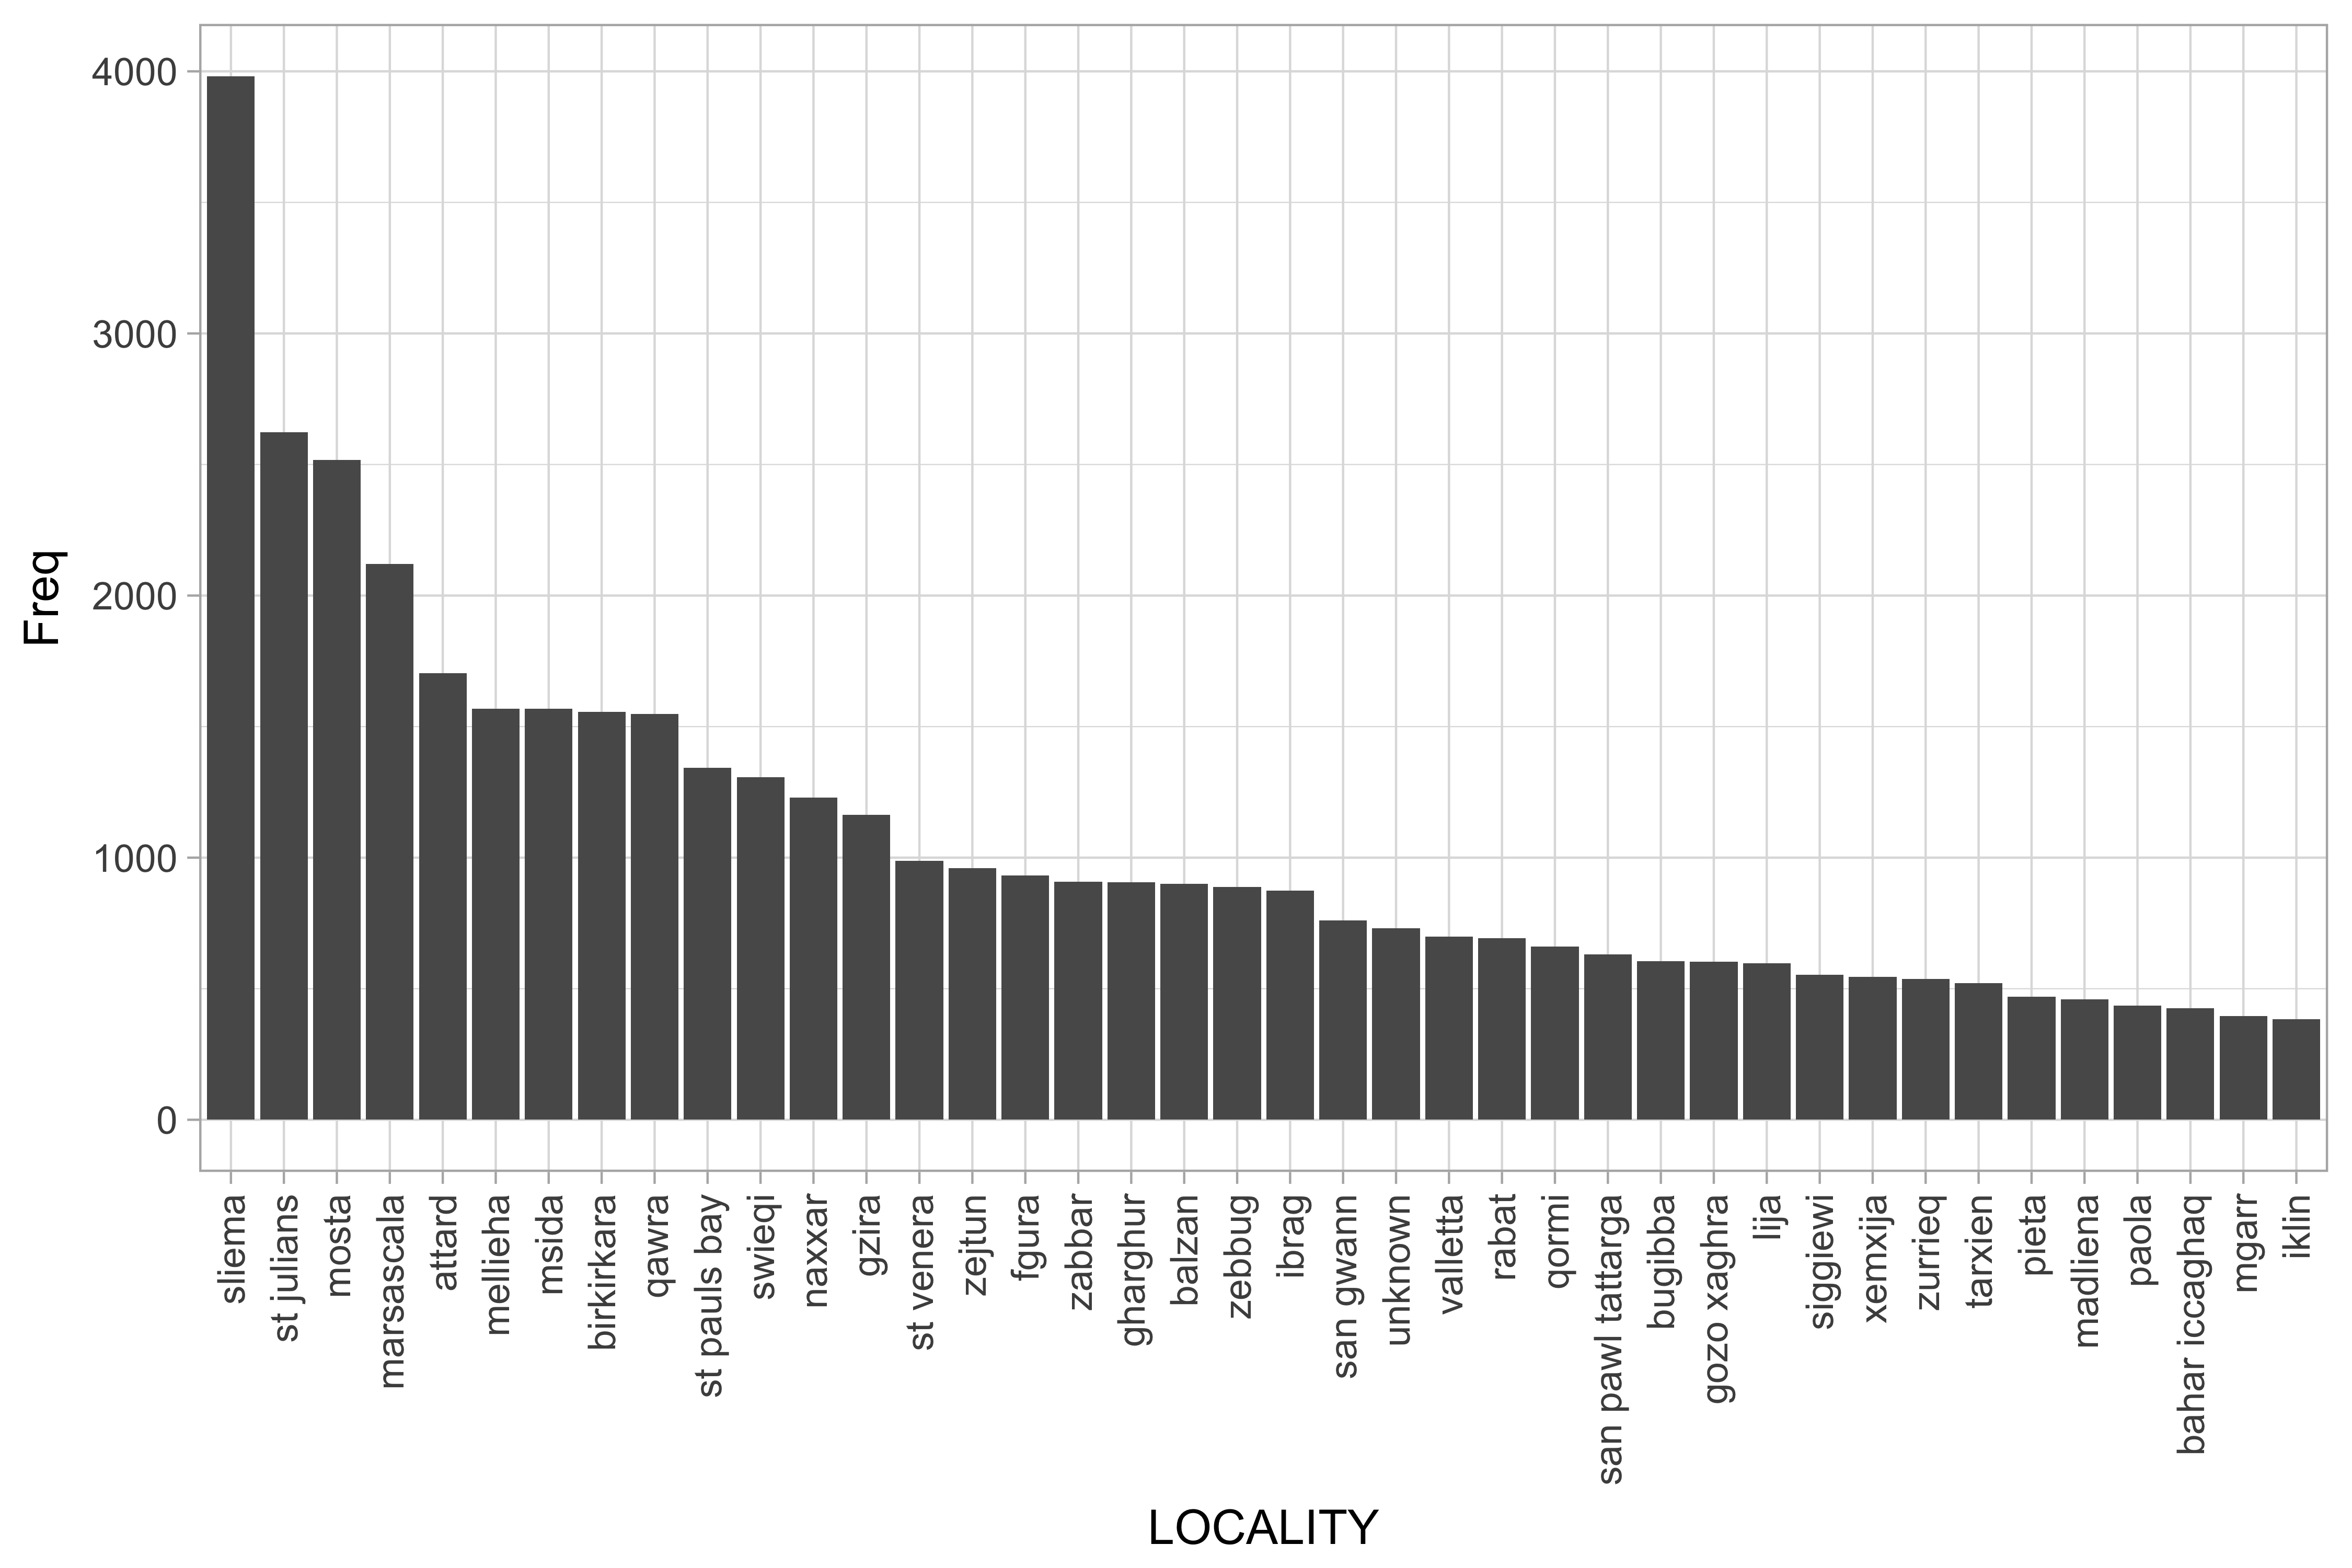 4000
3000
2000
1000
0
Freq
sliema
st julians
mosta
marsascala
attard
mellieha
msida
birkirkara
qawra
st pauls bay
swieqi
naxxar
gzira
st venera
zejtun
fgura
zabbar
gharghur
balzan
zebbug
ibrag
san gwann
unknown
valletta
rabat
qormi
san pawl tattarga
bugibba
gozo xaghra
lija
siggiewi
xemxija
zurrieq
tarxien
pieta
madliena
paola
bahar iccaghaq
mgarr
iklin
LOCALITY